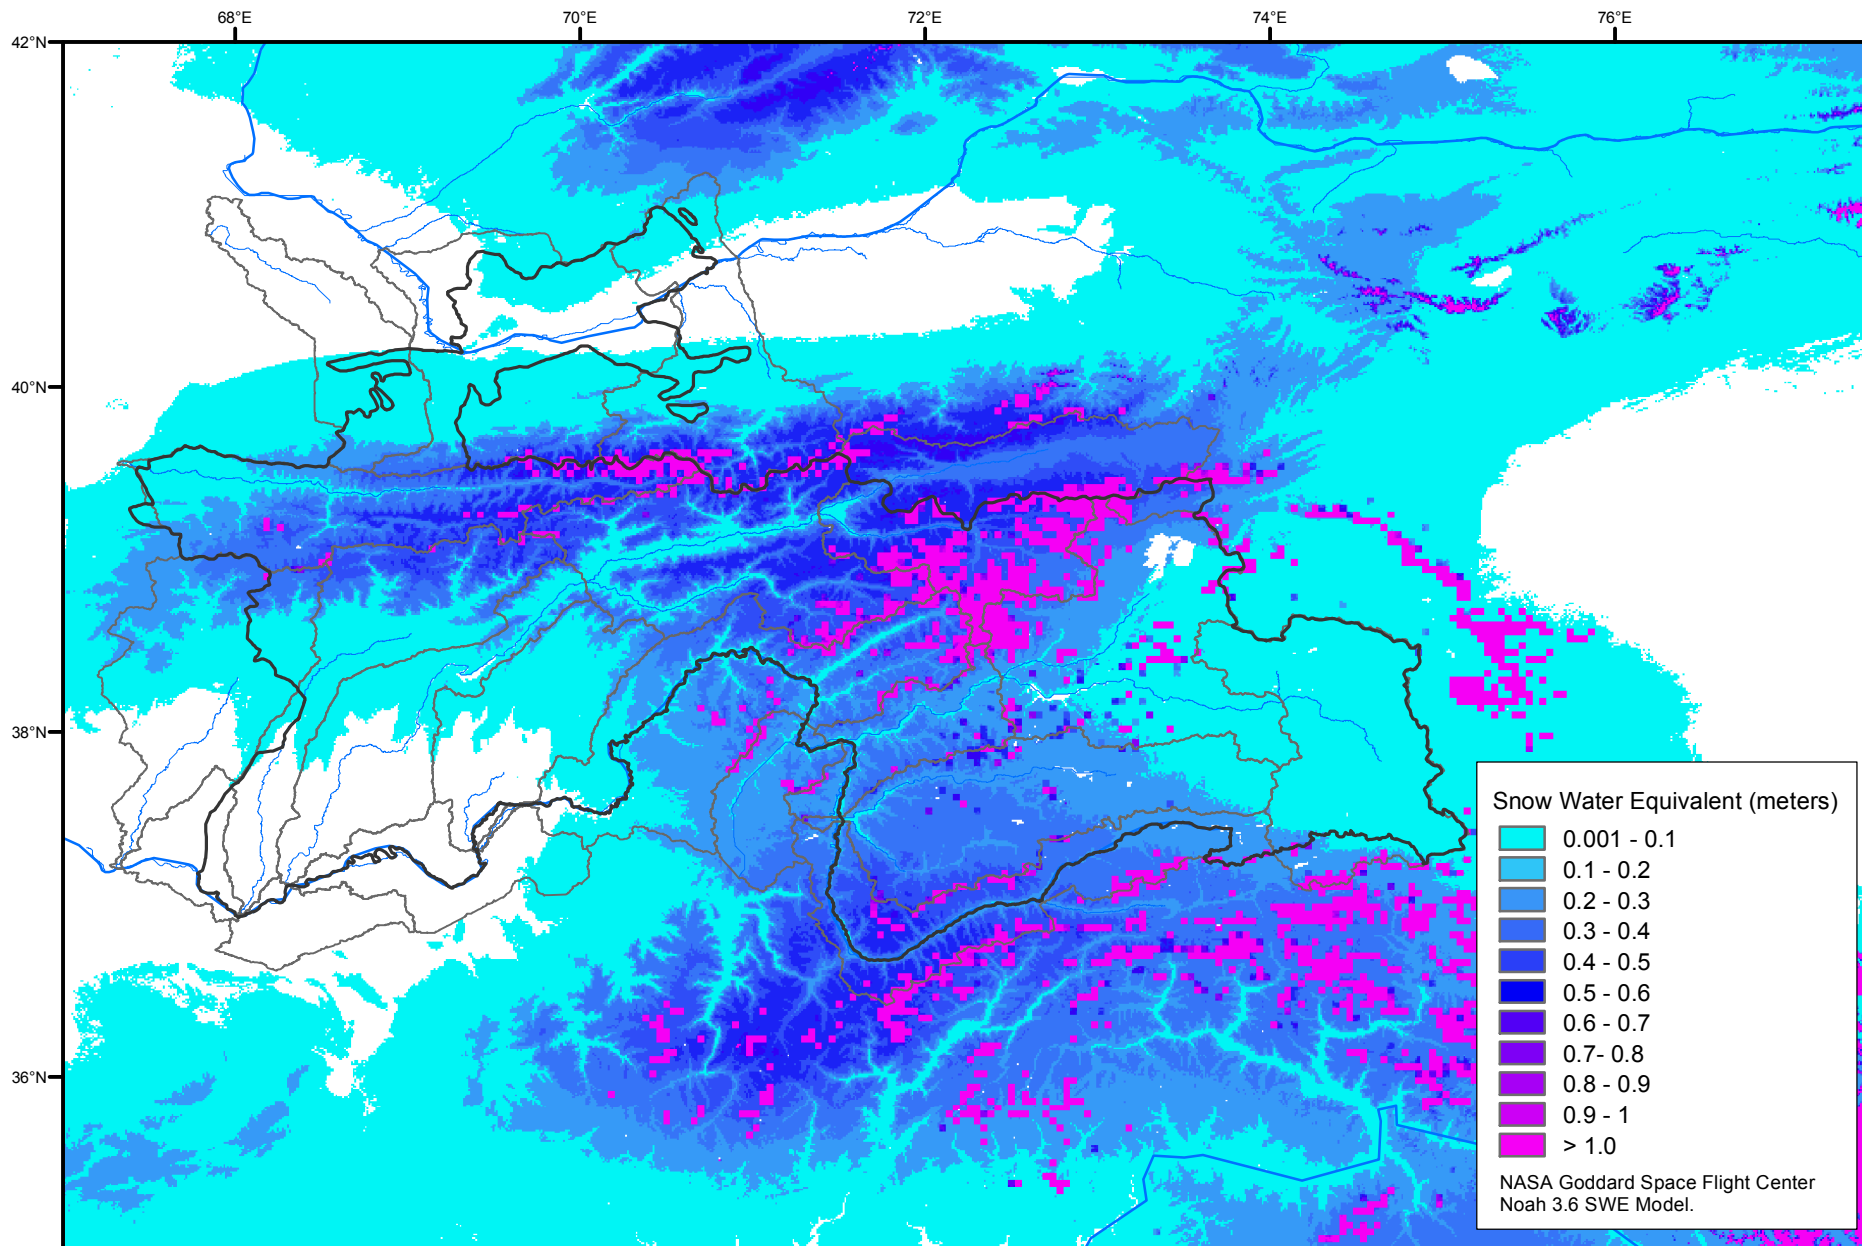 68°E 70°E 72°E 74°E 76°E
42°N
40°N
38°N
36°N
Snow Water Equivalent (meters)
0.001 - 0.1
0.1 - 0.2
0.2 - 0.3
0.3 - 0.4
0.4 - 0.5
0.5 - 0.6
0.6 - 0.7
0.7- 0.8
0.8 - 0.9
0.9 - 1
> 1.0
NASA Goddard Space Flight Center
Noah 3.6 SWE Model.